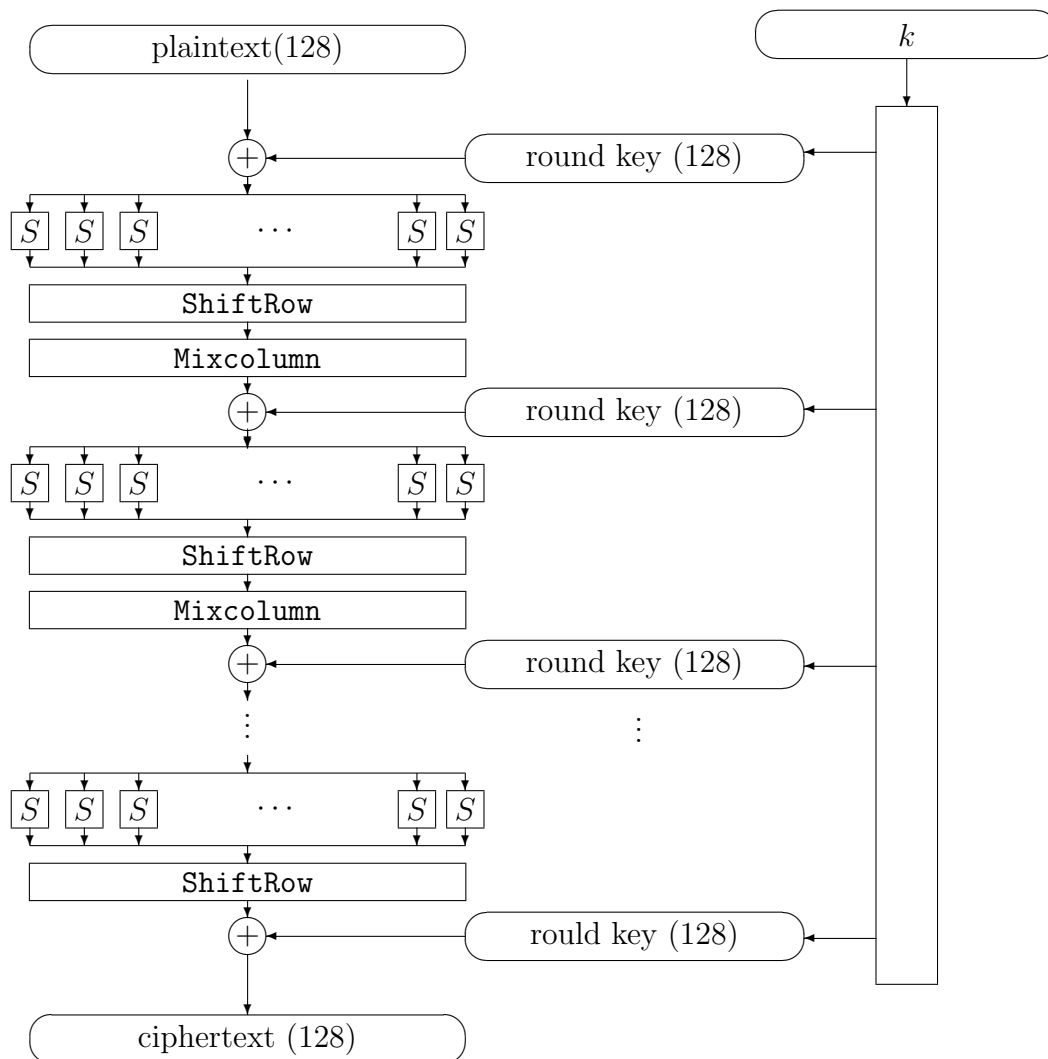 plaintext(128)
k
+
round key (128)
S S S ··· S S
ShiftRow
Mixcolumn
+
round key (128)
S S S ··· S S
ShiftRow
Mixcolumn
+
round key (128)
⋮
⋮
S S S ··· S S
ShiftRow
+
rould key (128)
ciphertext (128)